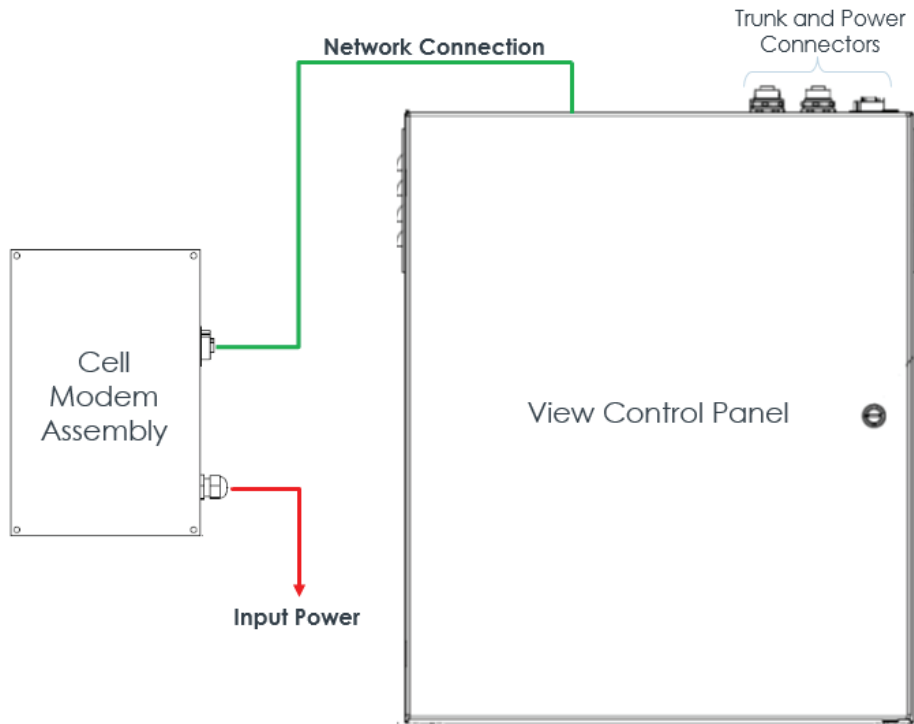 Trunk and Power
Connectors
Network Connection
Cell
Modem
Assembly
View Control Panel
Input Power